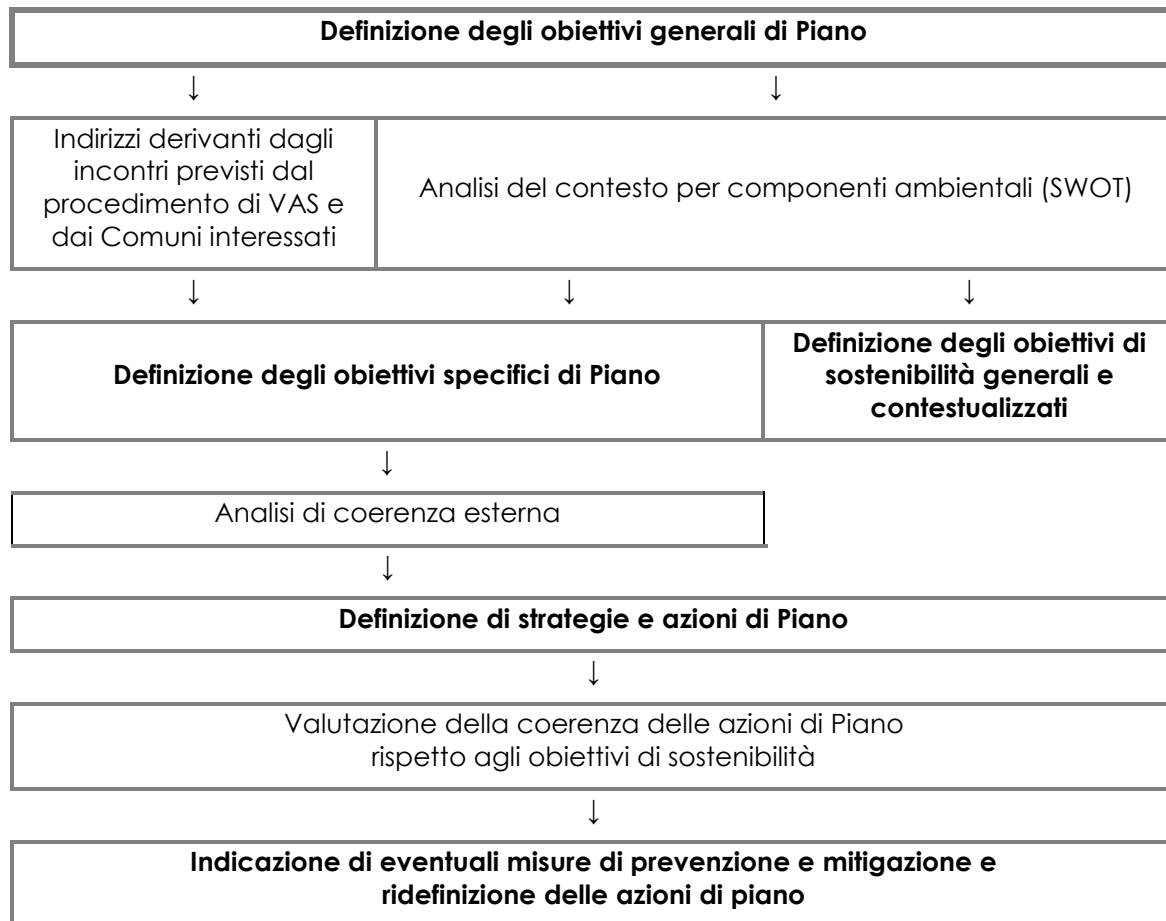 Definizione degli obiettivi generali di Piano
↓ ↓
Indirizzi derivanti dagli
incontri previsti dal
procedimento di VAS e
dai Comuni interessati
Analisi del contesto per componenti ambientali (SWOT)
↓ ↓ ↓
Definizione degli obiettivi specifici di Piano
Definizione degli obiettivi di
sostenibilità generali e
contestualizzati
↓
Analisi di coerenza esterna
↓
Definizione di strategie e azioni di Piano
↓
Valutazione della coerenza delle azioni di Piano
rispetto agli obiettivi di sostenibilità
↓
Indicazione di eventuali misure di prevenzione e mitigazione e
ridefinizione delle azioni di piano